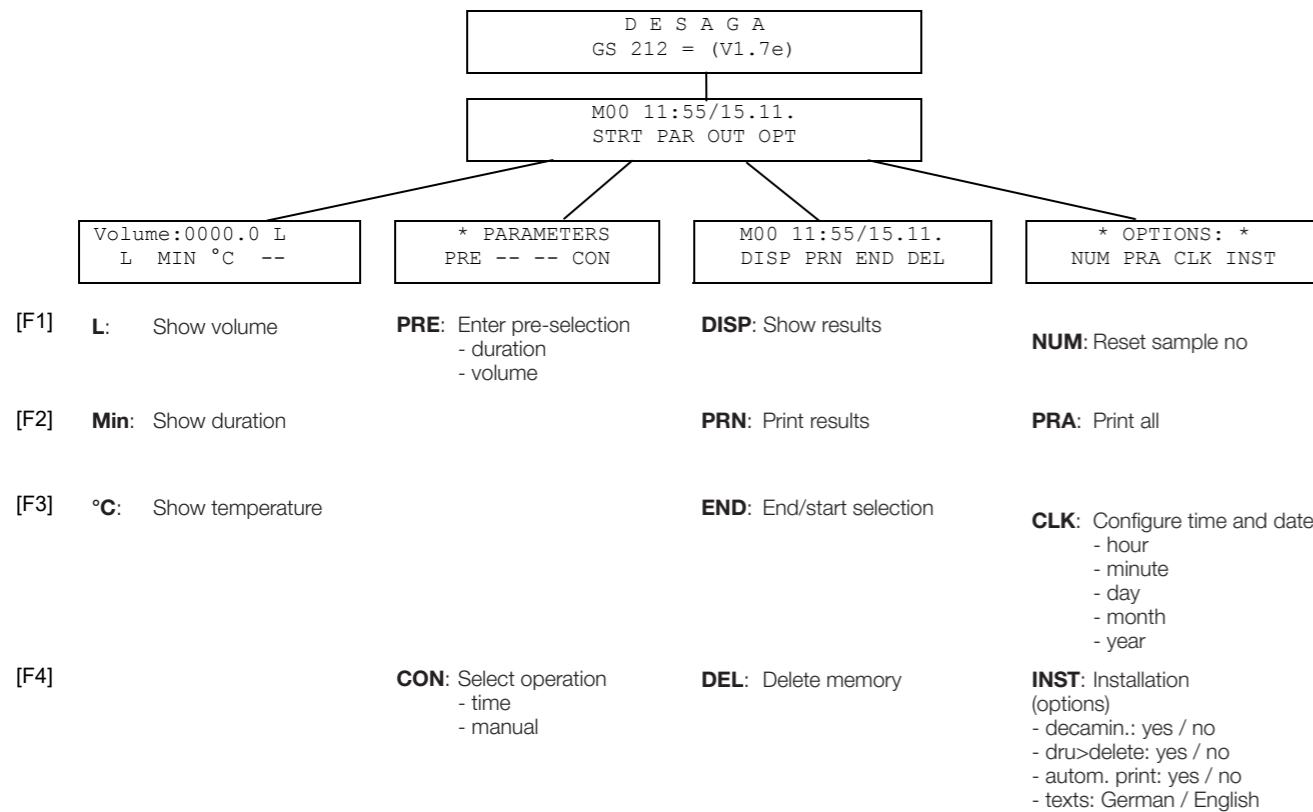 D E S A G A
GS 212 = (V1.7e)
M00 11:55/15.11.
STRT PAR OUT OPT
Volume:0000.0 L
L MIN °C --
* PARAMETERS
PRE -- -- CON
M00 11:55/15.11.
DISP PRN END DEL
* OPTIONS: *
NUM PRA CLK INST
[F1]
L: Show volume
PRE: Enter pre-selection
- duration
- volume
DISP: Show results
NUM: Reset sample no
[F2]
Min: Show duration
PRN: Print results
PRA: Print all
[F3]
°C: Show temperature
END: End/start selection
CLK: Configure time and date
- hour
- minute
- day
- month
- year
[F4]
CON: Select operation
- time
- manual
DEL: Delete memory
INST: Installation
(options)
- decamin.: yes / no
- dru>delete: yes / no
- autom. print: yes / no
- texts: German / English